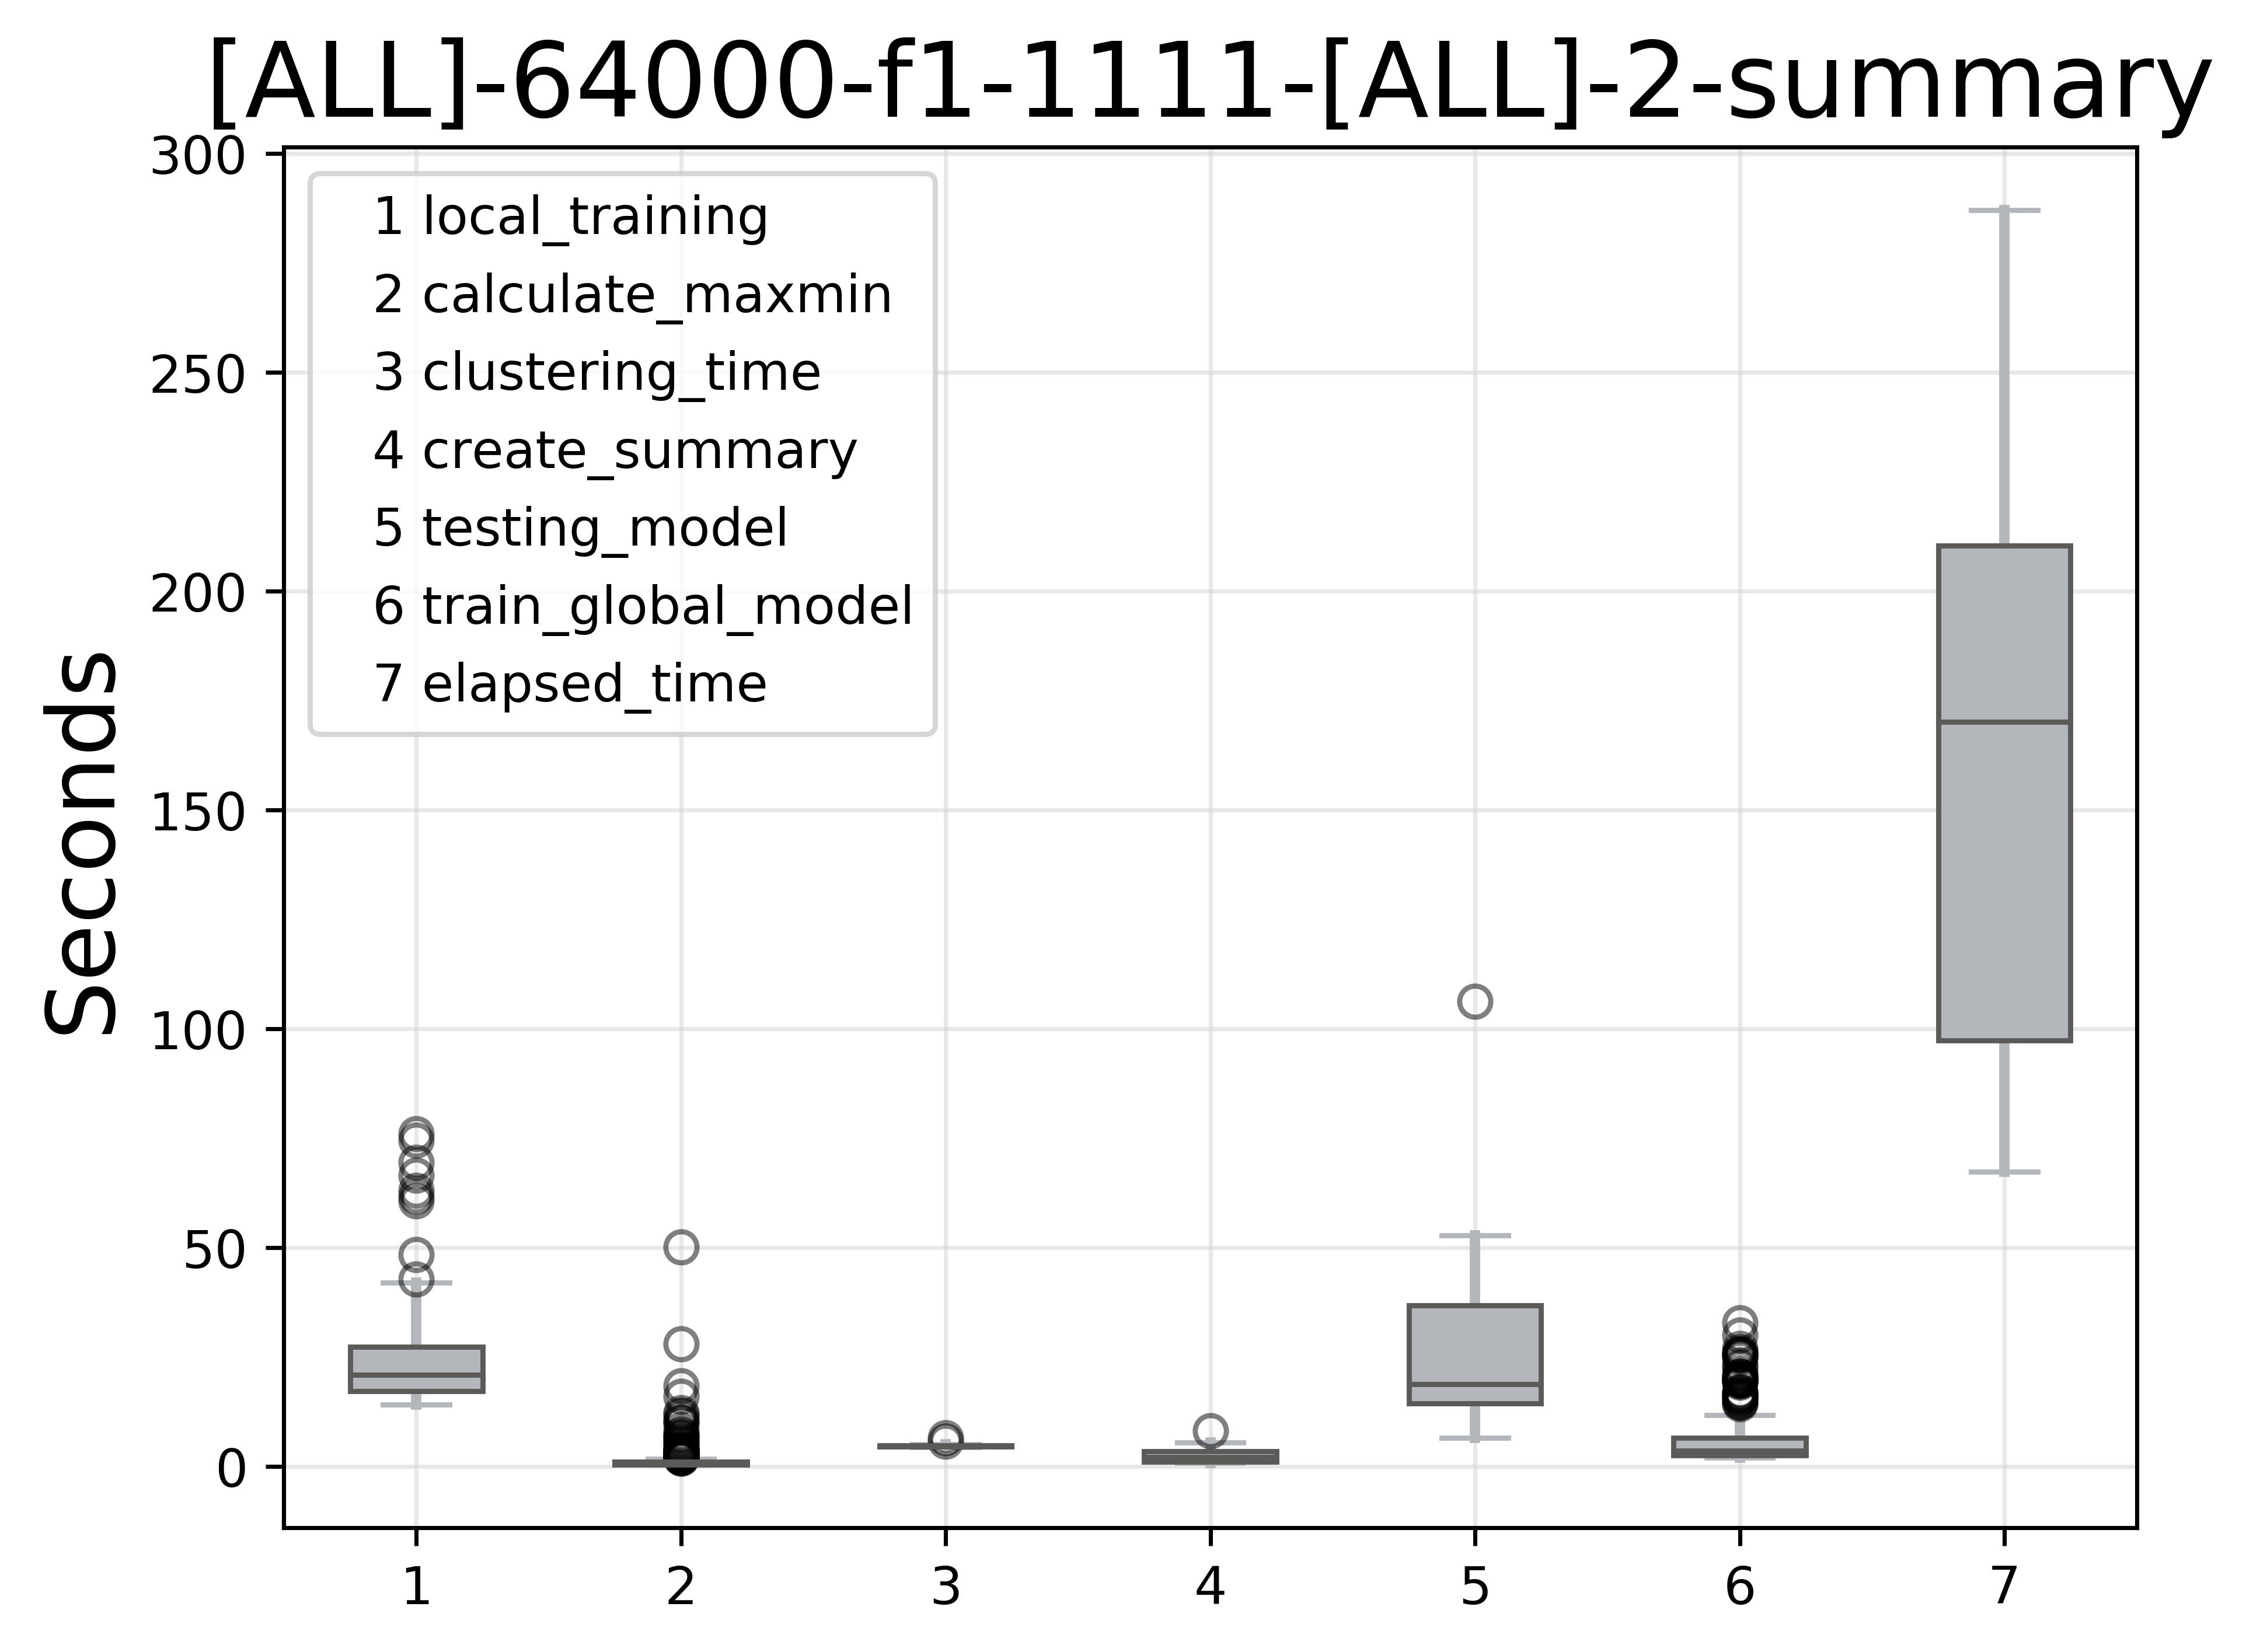 [ALL]-64000-f1-1111-[ALL]-2-summary
Seconds
300
250
200
150
100
50
0
1 local_training
2 calculate_maxmin
3 clustering_time
4 create_summary
5 testing_model
6 train_global_model
7 elapsed_time
1 2 3 4 5 6 7